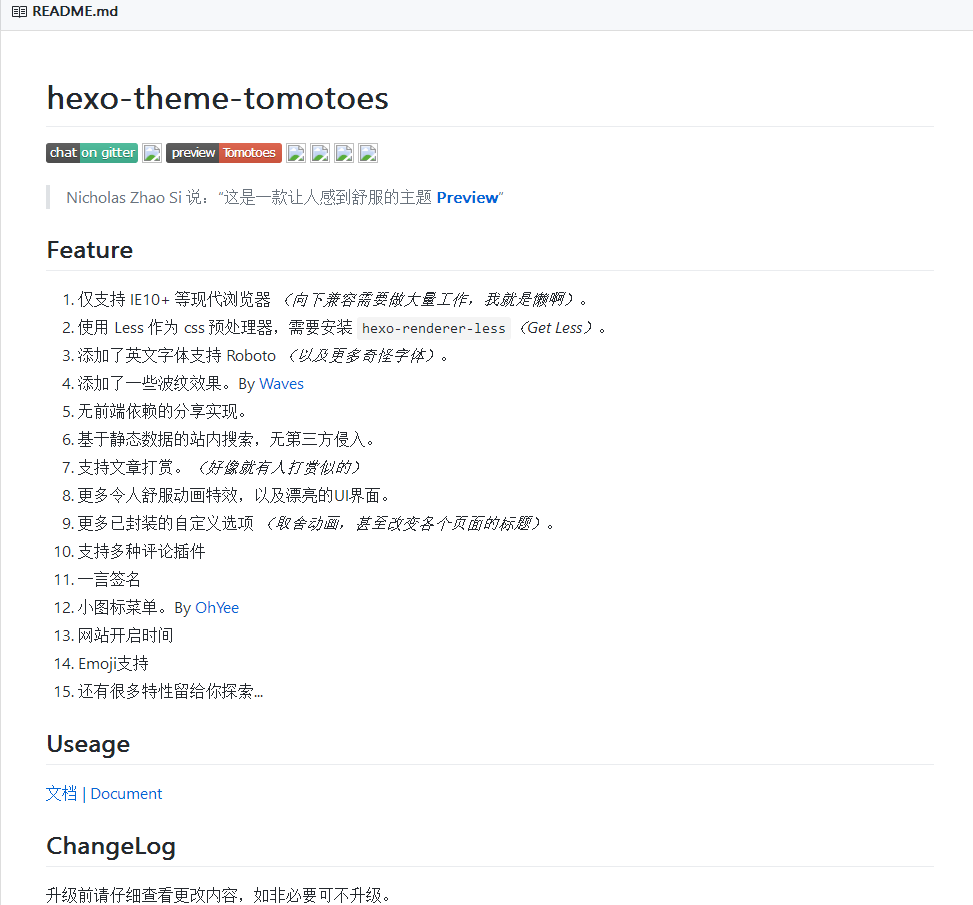 README.md
hexo-theme-tomotoes
chat on gitter preview Tomotoes
Nicholas Zhao Si 说：“这是一款让人感到舒服的主题 Preview”
Feature
1. 仅支持 IE10+ 等现代浏览器 （向下兼容需要做大量工作，我就是懒啊）。
2. 使用 Less 作为 css 预处理器，需要安装 hexo-renderer-less （Get Less）。
3. 添加了英文字体支持 Roboto （以及更多奇怪字体）。
4. 添加了一些波纹效果。By Waves
5. 无前端依赖的分享实现。
6. 基于静态数据的站内搜索，无第三方侵入。
7. 支持文章打赏。（好像就有人打赏似的）
8. 更多令人舒服动画特效，以及漂亮的UI界面。
9. 更多已封装的自定义选项 （取舍动画，甚至改变各个页面的标题）。
10. 支持多种评论插件
11. 一言签名
12. 小图标菜单。By OhYee
13. 网站开启时间
14. Emoji支持
15. 还有很多特性留给你探索...
Useage
文档 | Document
ChangeLog
升级前请仔细查看更改内容，如非必要可不升级。